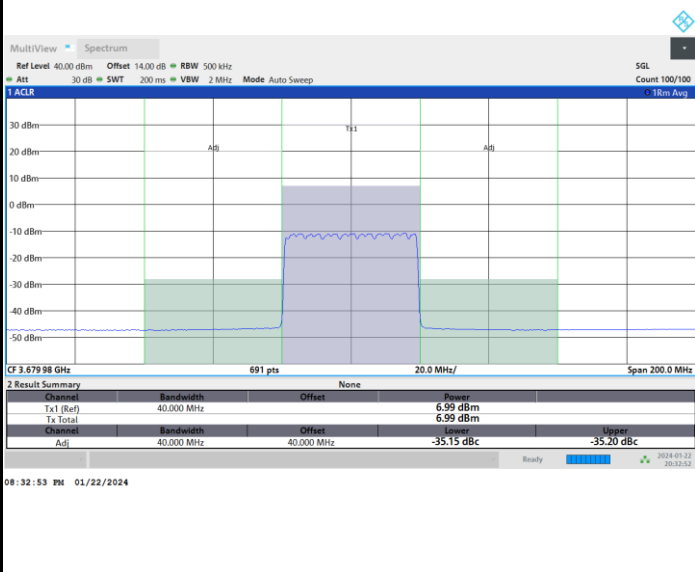 MultiView Spectrum
Ref Level 40.00 dBm Offset 14.00 dB RBW 500 kHz SGL
Att 30 dB SWT 200 ms VBW 2 MHz Mode Auto Sweep Count 100/100
1 ACLR 1Rm Avg
30 dBm
Tx1
20 dBm
Adj Adj
10 dBm
0 dBm
-10 dBm
-20 dBm
-30 dBm
-40 dBm
-50 dBm
CF 3.67998 GHz 691 pts 20.0 MHz/ Span 200.0 MHz
2 Result Summary None
Channel Bandwidth Offset Power
Tx1 (Ref) 40.000 MHz 6.99 dBm
Tx Total 6.99 dBm
Channel Bandwidth Offset Lower Upper
Adj 40.000 MHz 40.000 MHz -35.15 dBc -35.20 dBc
Ready 2024-01-22
20:32:52
08:32:53 PM 01/22/2024